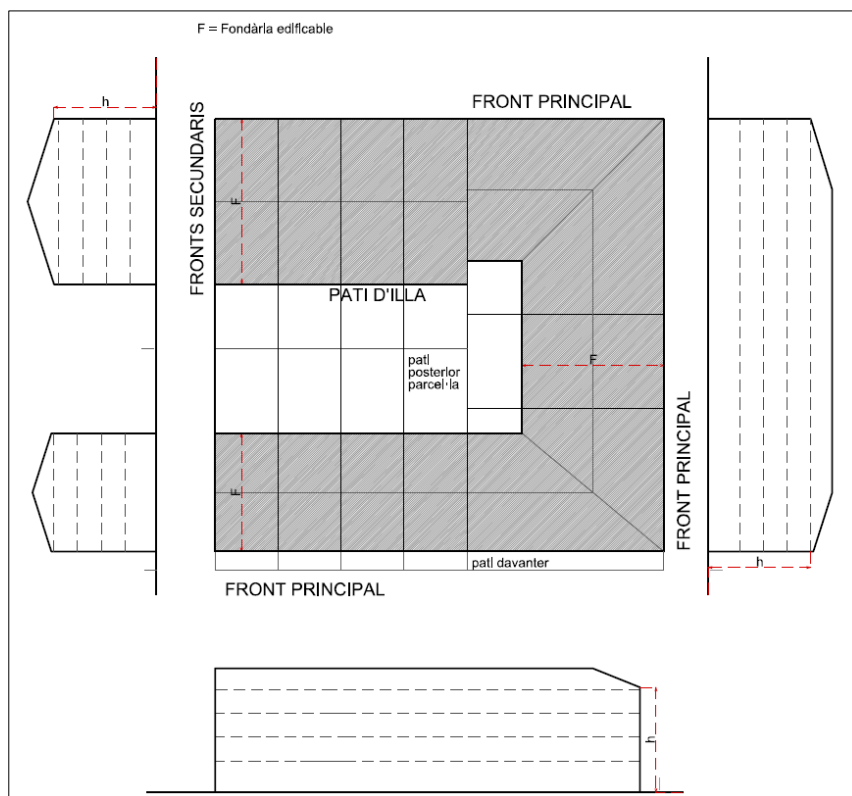 F = Fondària edificable
h
FRONT PRINCIPAL
FRONTS SECUNDARIS
F
PATI D'ILLA
pati
posterior
parcel·la
F
F
FRONT PRINCIPAL
pati davanter
h
FRONT PRINCIPAL
h